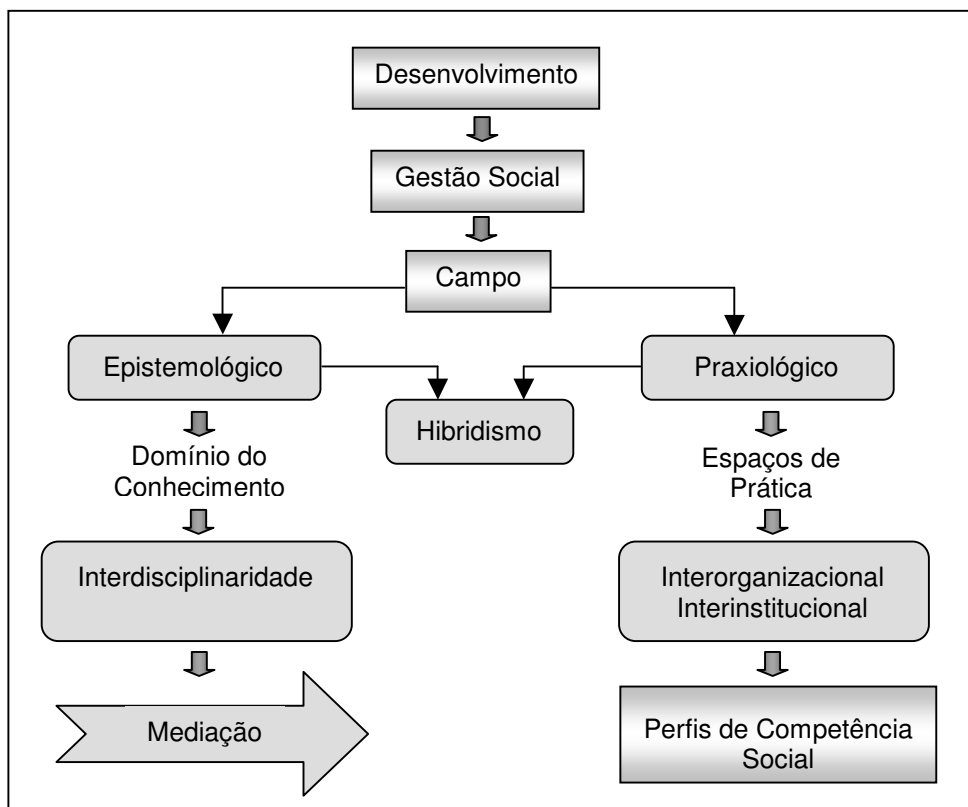 Desenvolvimento
Gestão Social
Campo
Epistemológico
Praxiológico
Hibridismo
Domínio do
Conhecimento
Espaços de
Prática
Interdisciplinaridade
Interorganizacional
Interinstitucional
Mediação
Perfis de Competência
Social